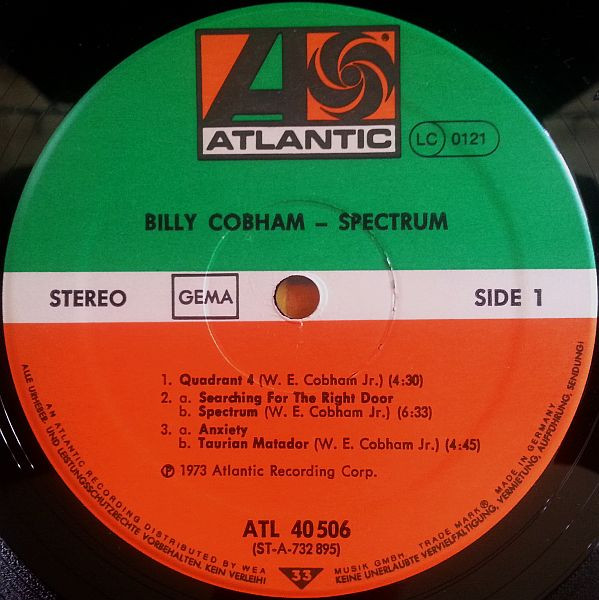 ATLANTIC
LC 0121
BILLY COBHAM – SPECTRUM
STEREO GEMA SIDE 1
1. Quadrant 4 (W. E. Cobham Jr.) (4:30)
2. a. Searching For The Right Door
b. Spectrum (W. E. Cobham Jr.) (6:33)
3. a. Anxiety
b. Taurian Matador (W. E. Cobham Jr.) (4:45)
℗ 1973 Atlantic Recording Corp.
ATL 40 506
(ST-A-732 895)
AN ATLANTIC RECORDING DISTRIBUTED BY WEA MUSIK GMBH. TRADE MARK® MADE IN GERMANY
ALLE URHEBER- UND LEISTUNGSSCHUTZRECHTE VORBEHALTEN. KEIN VERLEIH! KEINE UNERLAUBTE VERVIELFÄLTIGUNG, VERMIETUNG, AUFFÜHRUNG, SENDUNG!
33